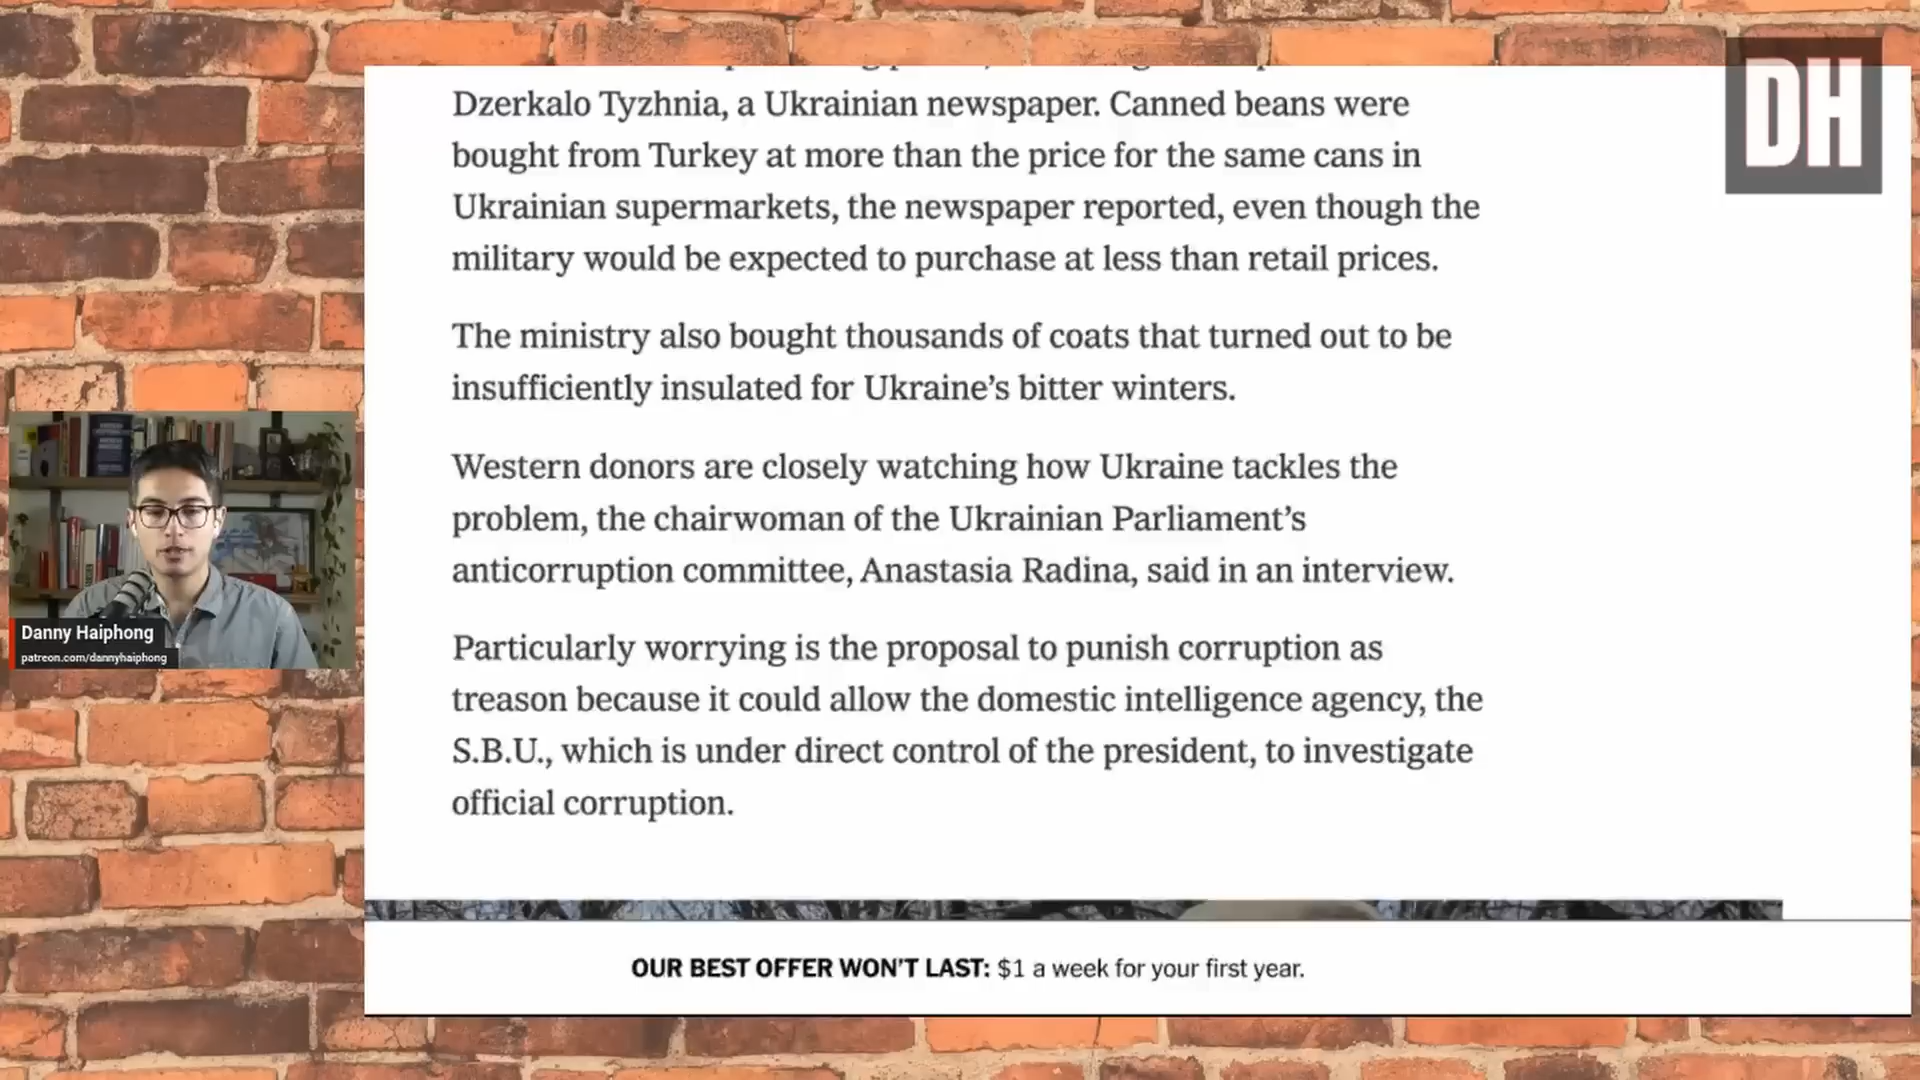 DH
Dzerkalo Tyzhnia, a Ukrainian newspaper. Canned beans were
bought from Turkey at more than the price for the same cans in
Ukrainian supermarkets, the newspaper reported, even though the
military would be expected to purchase at less than retail prices.
The ministry also bought thousands of coats that turned out to be
insufficiently insulated for Ukraine’s bitter winters.
Western donors are closely watching how Ukraine tackles the
problem, the chairwoman of the Ukrainian Parliament’s
anticorruption committee, Anastasia Radina, said in an interview.
Particularly worrying is the proposal to punish corruption as
treason because it could allow the domestic intelligence agency, the
S.B.U., which is under direct control of the president, to investigate
official corruption.
Danny Haiphong
patreon.com/dannyhaiphong
OUR BEST OFFER WON’T LAST: $1 a week for your first year.